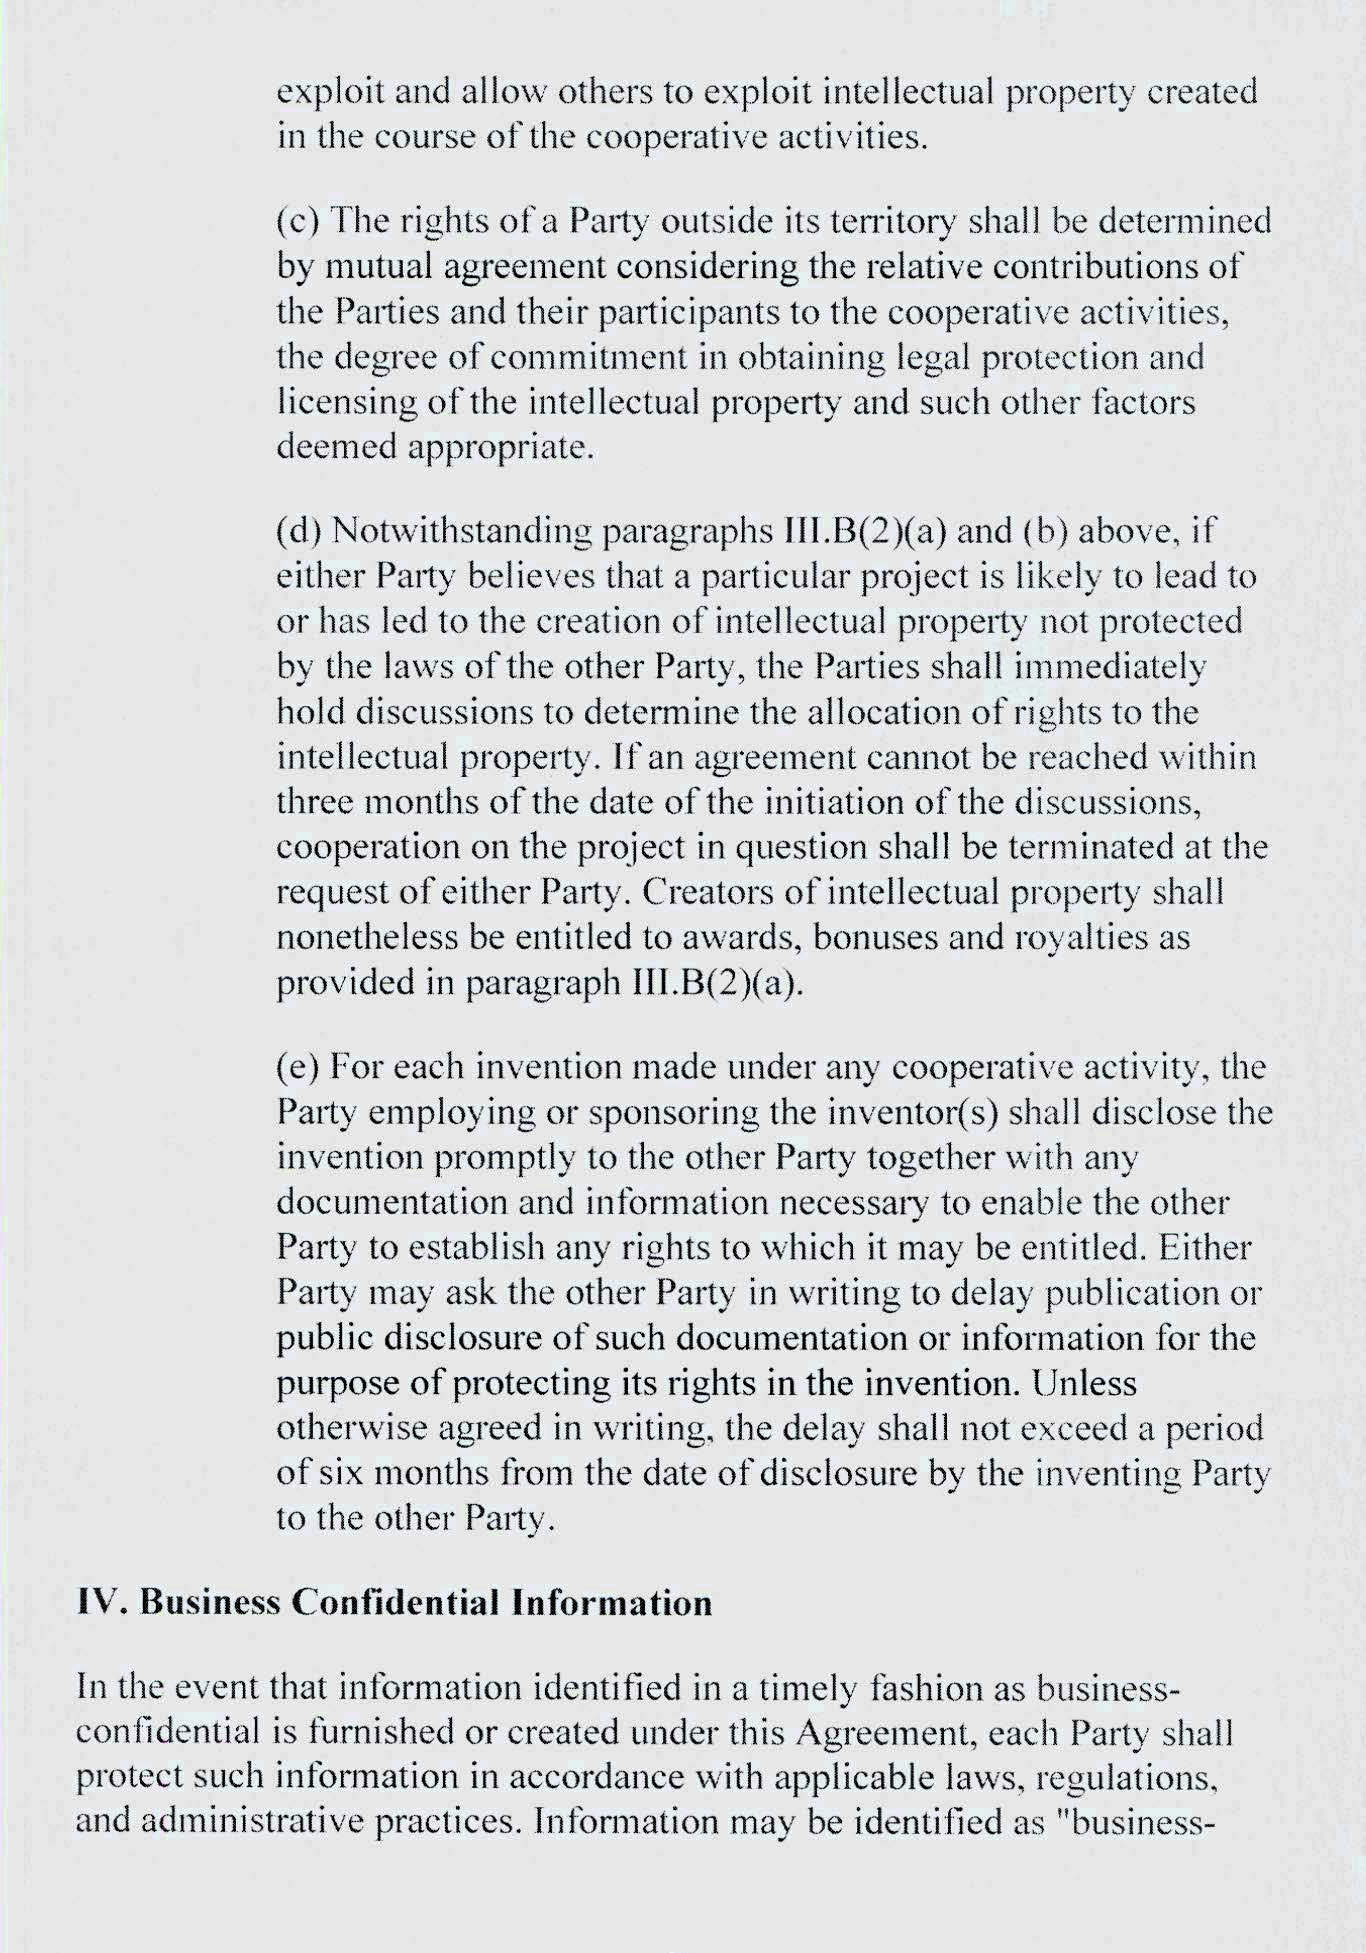 exploit and allow others to exploit intellectual property created
in the course of the cooperative activities.
(c) The rights of a Party outside its territory shall be determined
by mutual agreement considering the relative contributions of
the Parties and their participants to the cooperative activities,
the degree of commitment in obtaining legal protection and
licensing of the intellectual property and such other factors
deemed appropriate.
(d) Notwithstanding paragraphs III.B(2)(a) and (b) above, if
either Party believes that a particular project is likely to lead to
or has led to the creation of intellectual property not protected
by the laws of the other Party, the Parties shall immediately
hold discussions to determine the allocation of rights to the
intellectual property. If an agreement cannot be reached within
three months of the date of the initiation of the discussions,
cooperation on the project in question shall be terminated at the
request of either Party. Creators of intellectual property shall
nonetheless be entitled to awards, bonuses and royalties as
provided in paragraph III.B(2)(a).
(e) For each invention made under any cooperative activity, the
Party employing or sponsoring the inventor(s) shall disclose the
invention promptly to the other Party together with any
documentation and information necessary to enable the other
Party to establish any rights to which it may be entitled. Either
Party may ask the other Party in writing to delay publication or
public disclosure of such documentation or information for the
purpose of protecting its rights in the invention. Unless
otherwise agreed in writing, the delay shall not exceed a period
of six months from the date of disclosure by the inventing Party
to the other Party.
IV. Business Confidential Information
In the event that information identified in a timely fashion as business-
confidential is furnished or created under this Agreement, each Party shall
protect such information in accordance with applicable laws, regulations,
and administrative practices. Information may be identified as "business-